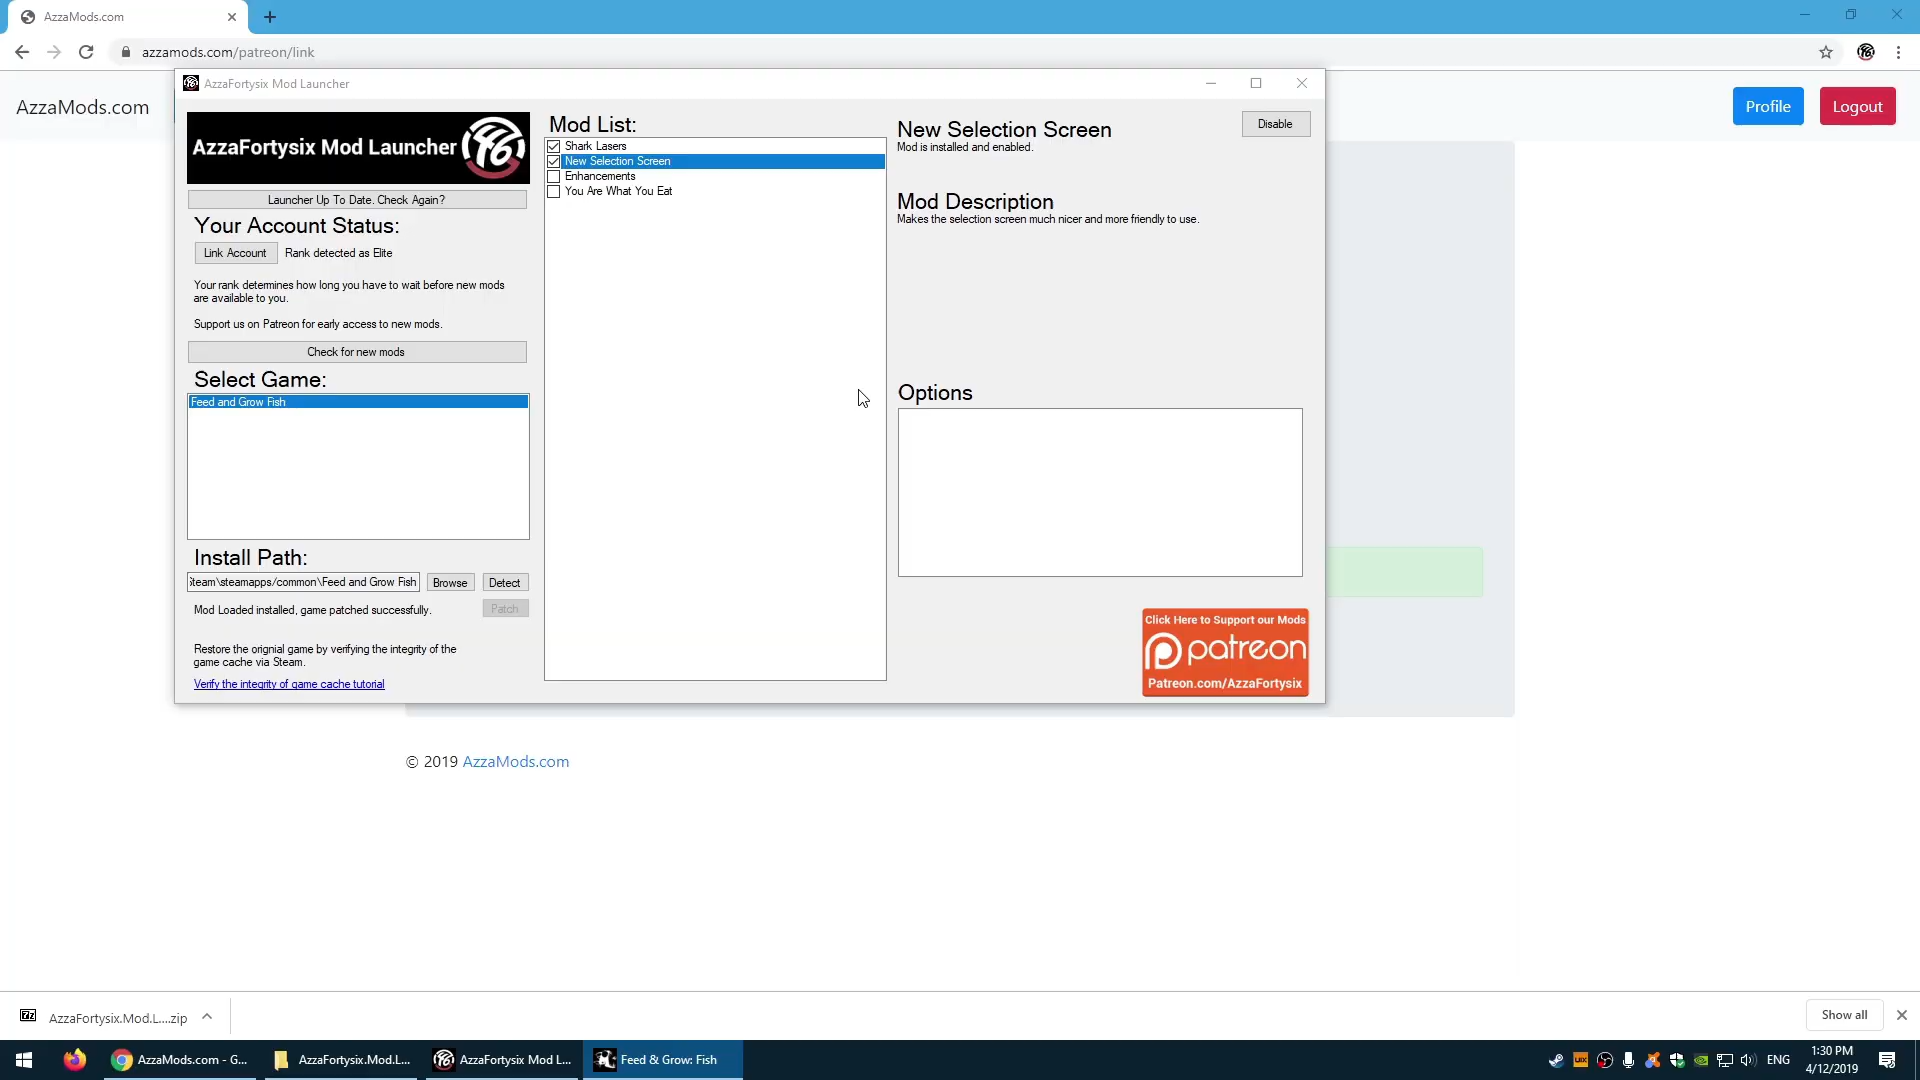 AzzaMods.com
azzamods.com/patreon/link
AzzaMods.com
Profile
Logout
AzzaFortysix Mod Launcher
AzzaFortysix Mod Launcher
Launcher Up To Date. Check Again?
Your Account Status:
Link Account
Rank detected as Elite
Your rank determines how long you have to wait before new mods
are available to you.
Support us on Patreon for early access to new mods.
Check for new mods
Select Game:
Feed and Grow Fish
Install Path:
Steam\steamapps/common\Feed and Grow Fish
Browse
Detect
Mod Loaded installed, game patched successfully.
Patch
Restore the orignial game by verifying the integrity of the
game cache via Steam.
Verify the integrity of game cache tutorial
Mod List:
Shark Lasers
New Selection Screen
Enhancements
You Are What You Eat
New Selection Screen
Mod is installed and enabled.
Disable
Mod Description
Makes the selection screen much nicer and more friendly to use.
Options
Click Here to Support our Mods
patreon
Patreon.com/AzzaFortysix
© 2019 AzzaMods.com
AzzaFortysix.Mod.L....zip
Show all
AzzaMods.com - G...
AzzaFortysix.Mod.L...
AzzaFortysix Mod L...
Feed & Grow: Fish
ENG
1:30 PM
4/12/2019